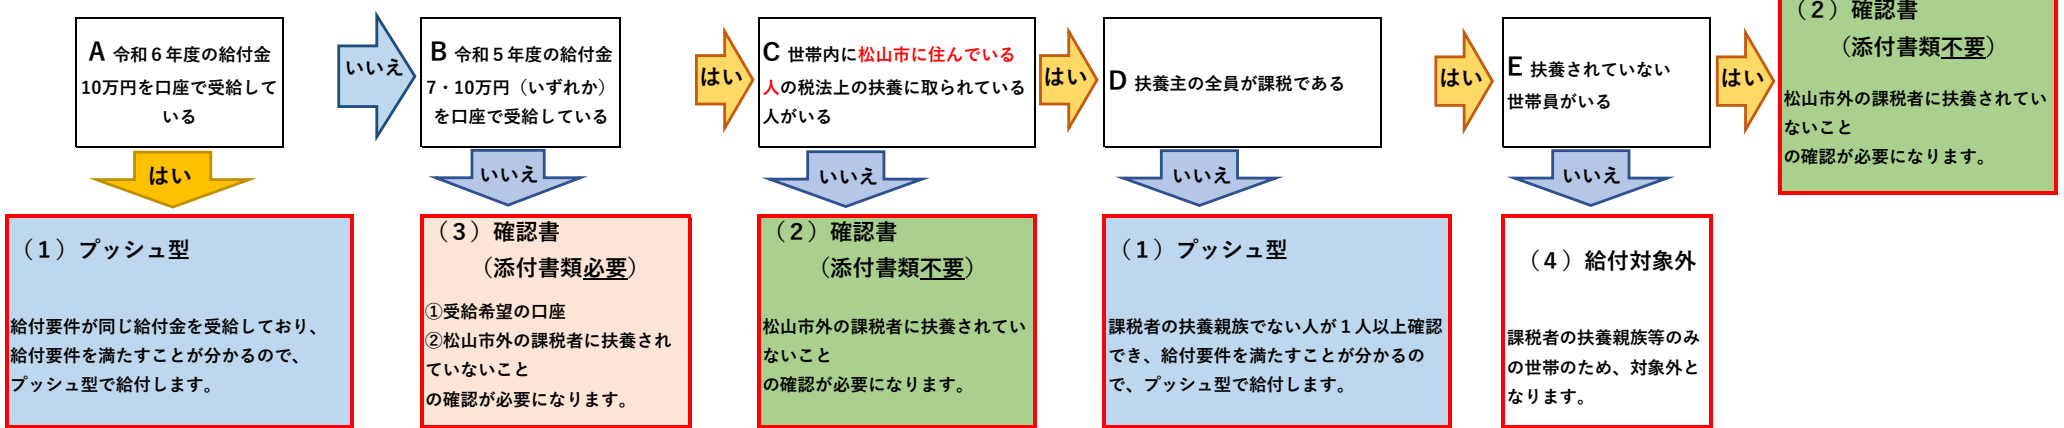 A 令和６年度の給付金
10万円を口座で受給して
いる
いいえ
B 令和５年度の給付金
7・10万円（いずれか）
を口座で受給している
はい
C 世帯内に松山市に住んでいる
人の税法上の扶養に取られている
人がいる
はい
D 扶養主の全員が課税である
はい
E 扶養されていない
世帯員がいる
はい
（２）確認書
（添付書類不要）
松山市外の課税者に扶養されてい
ないこと
の確認が必要になります。
はい
いいえ
いいえ
いいえ
いいえ
（１）プッシュ型
給付要件が同じ給付金を受給しており、
給付要件を満たすことが分かるので、
プッシュ型で給付します。
（３）確認書
（添付書類必要）
①受給希望の口座
②松山市外の課税者に扶養され
ていないこと
の確認が必要になります。
（２）確認書
（添付書類不要）
松山市外の課税者に扶養されてい
ないこと
の確認が必要になります。
（１）プッシュ型
課税者の扶養親族でない人が１人以上確認
でき、給付要件を満たすことが分かるの
で、プッシュ型で給付します。
（４）給付対象外
課税者の扶養親族等のみ
の世帯のため、対象外と
なります。